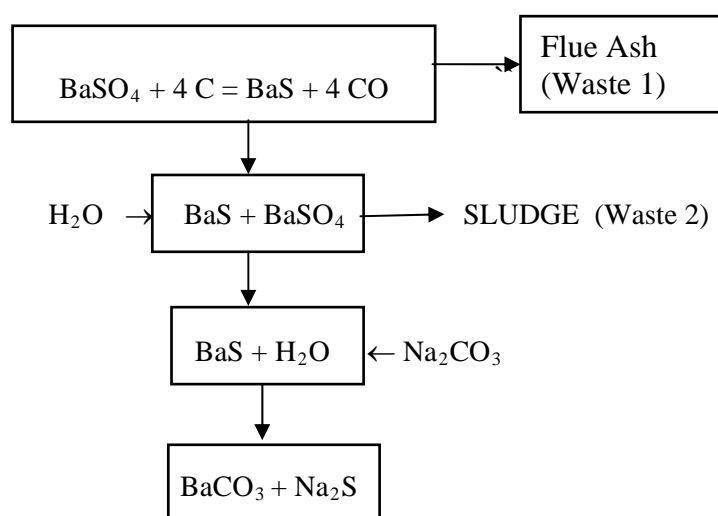 Flue Ash
(Waste 1)
BaSO₄ + 4 C = BaS + 4 CO
H₂O → BaS + BaSO₄ SLUDGE (Waste 2)
BaS + H₂O ← Na₂CO₃
BaCO₃ + Na₂S